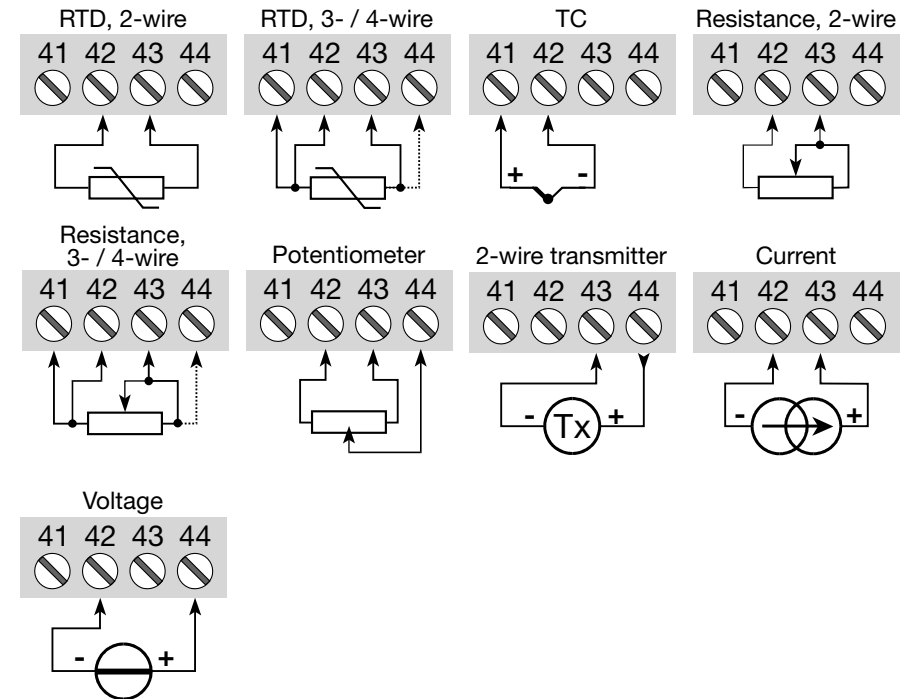 RTD, 2-wire
41 42 43 44
RTD, 3- / 4-wire
41 42 43 44
TC
41 42 43 44
+ -
Resistance, 2-wire
41 42 43 44
Resistance,
3- / 4-wire
41 42 43 44
Potentiometer
41 42 43 44
2-wire transmitter
41 42 43 44
- Tx +
Current
41 42 43 44
- +
Voltage
41 42 43 44
- +